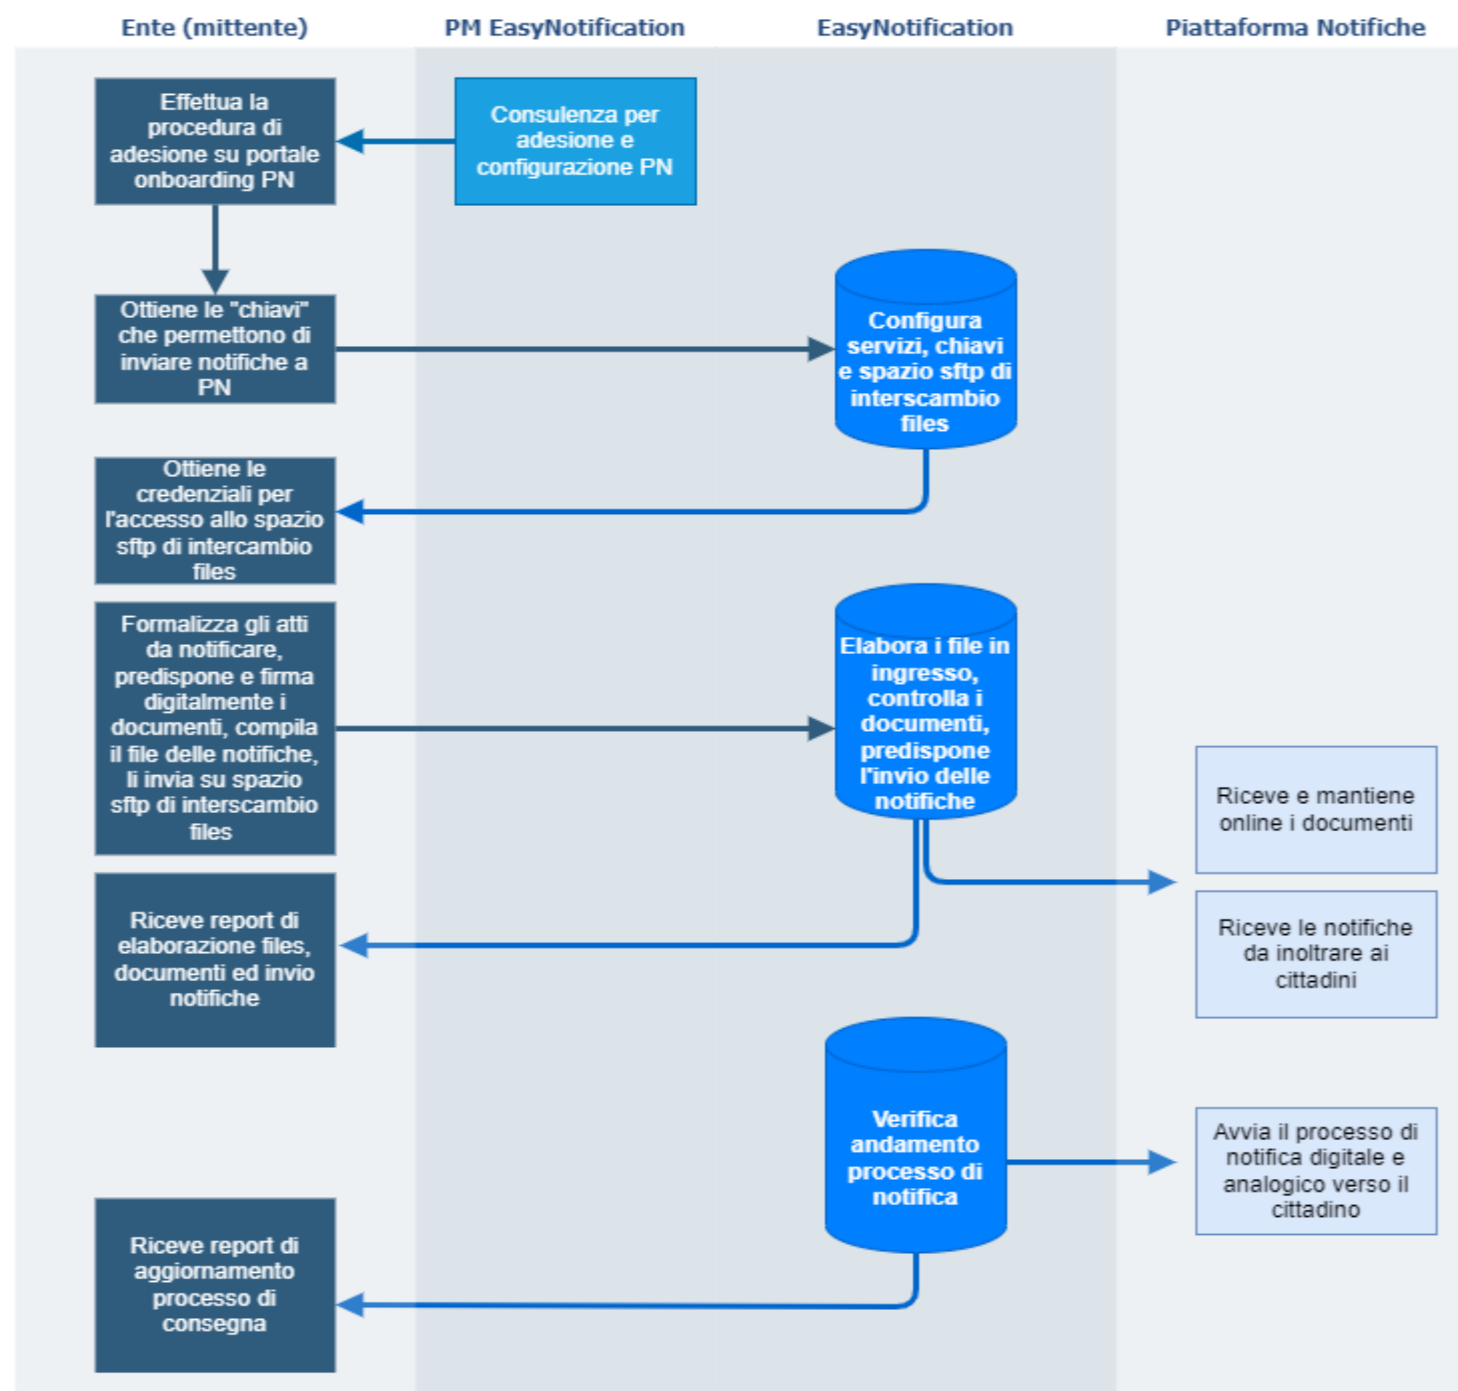 Ente (mittente)
PM EasyNotification
EasyNotification
Piattaforma Notifiche
Effettua la
procedura di
adesione su portale
onboarding PN
Consulenza per
adesione e
configurazione PN
Ottiene le "chiavi"
che permettono di
inviare notifiche a
PN
Configura
servizi, chiavi
e spazio sftp di
interscambio
files
Ottiene le
credenziali per
l'accesso allo spazio
sftp di intercambio
files
Formalizza gli atti
da notificare,
predispone e firma
digitalmente i
documenti, compila
il file delle notifiche,
li invia su spazio
sftp di interscambio
files
Elabora i file in
ingresso,
controlla i
documenti,
predispone
l'invio delle
notifiche
Riceve e mantiene
online i documenti
Riceve le notifiche
da inoltrare ai
cittadini
Riceve report di
elaborazione files,
documenti ed invio
notifiche
Verifica
andamento
processo di
notifica
Avvia il processo di
notifica digitale e
analogico verso il
cittadino
Riceve report di
aggiornamento
processo di
consegna